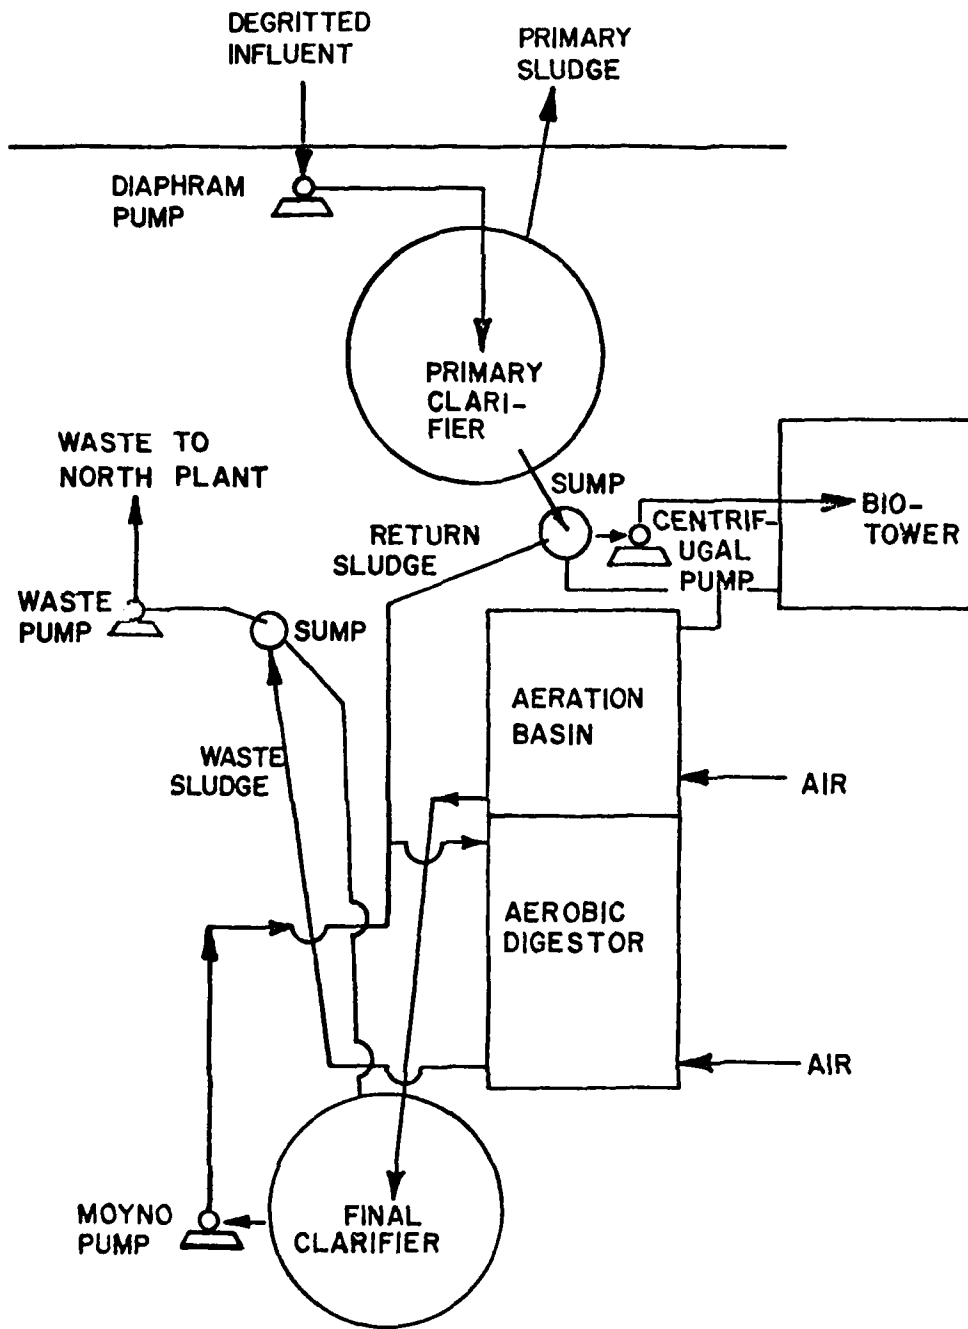 DEGRITTED
INFLUENT
PRIMARY
SLUDGE
DIAPHRAM
PUMP
PRIMARY
CLARI-
FIER
WASTE TO
NORTH PLANT
SUMP
RETURN
SLUDGE
CENTRIF-
UGAL
PUMP
BIO-
TOWER
WASTE
PUMP
SUMP
AERATION
BASIN
WASTE
SLUDGE
AIR
AEROBIC
DIGESTOR
AIR
MOYNO
PUMP
FINAL
CLARIFIER